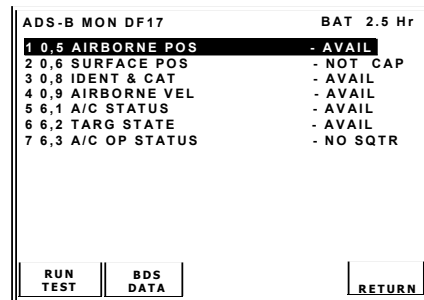 ADS-B MON DF17 BAT 2.5 Hr
1 0,5 AIRBORNE POS - AVAIL
2 0,6 SURFACE POS - NOT CAP
3 0,8 IDENT & CAT - AVAIL
4 0,9 AIRBORNE VEL - AVAIL
5 6,1 A/C STATUS - AVAIL
6 6,2 TARG STATE - AVAIL
7 6,3 A/C OP STATUS - NO SQTR
RUN TEST
BDS DATA
RETURN